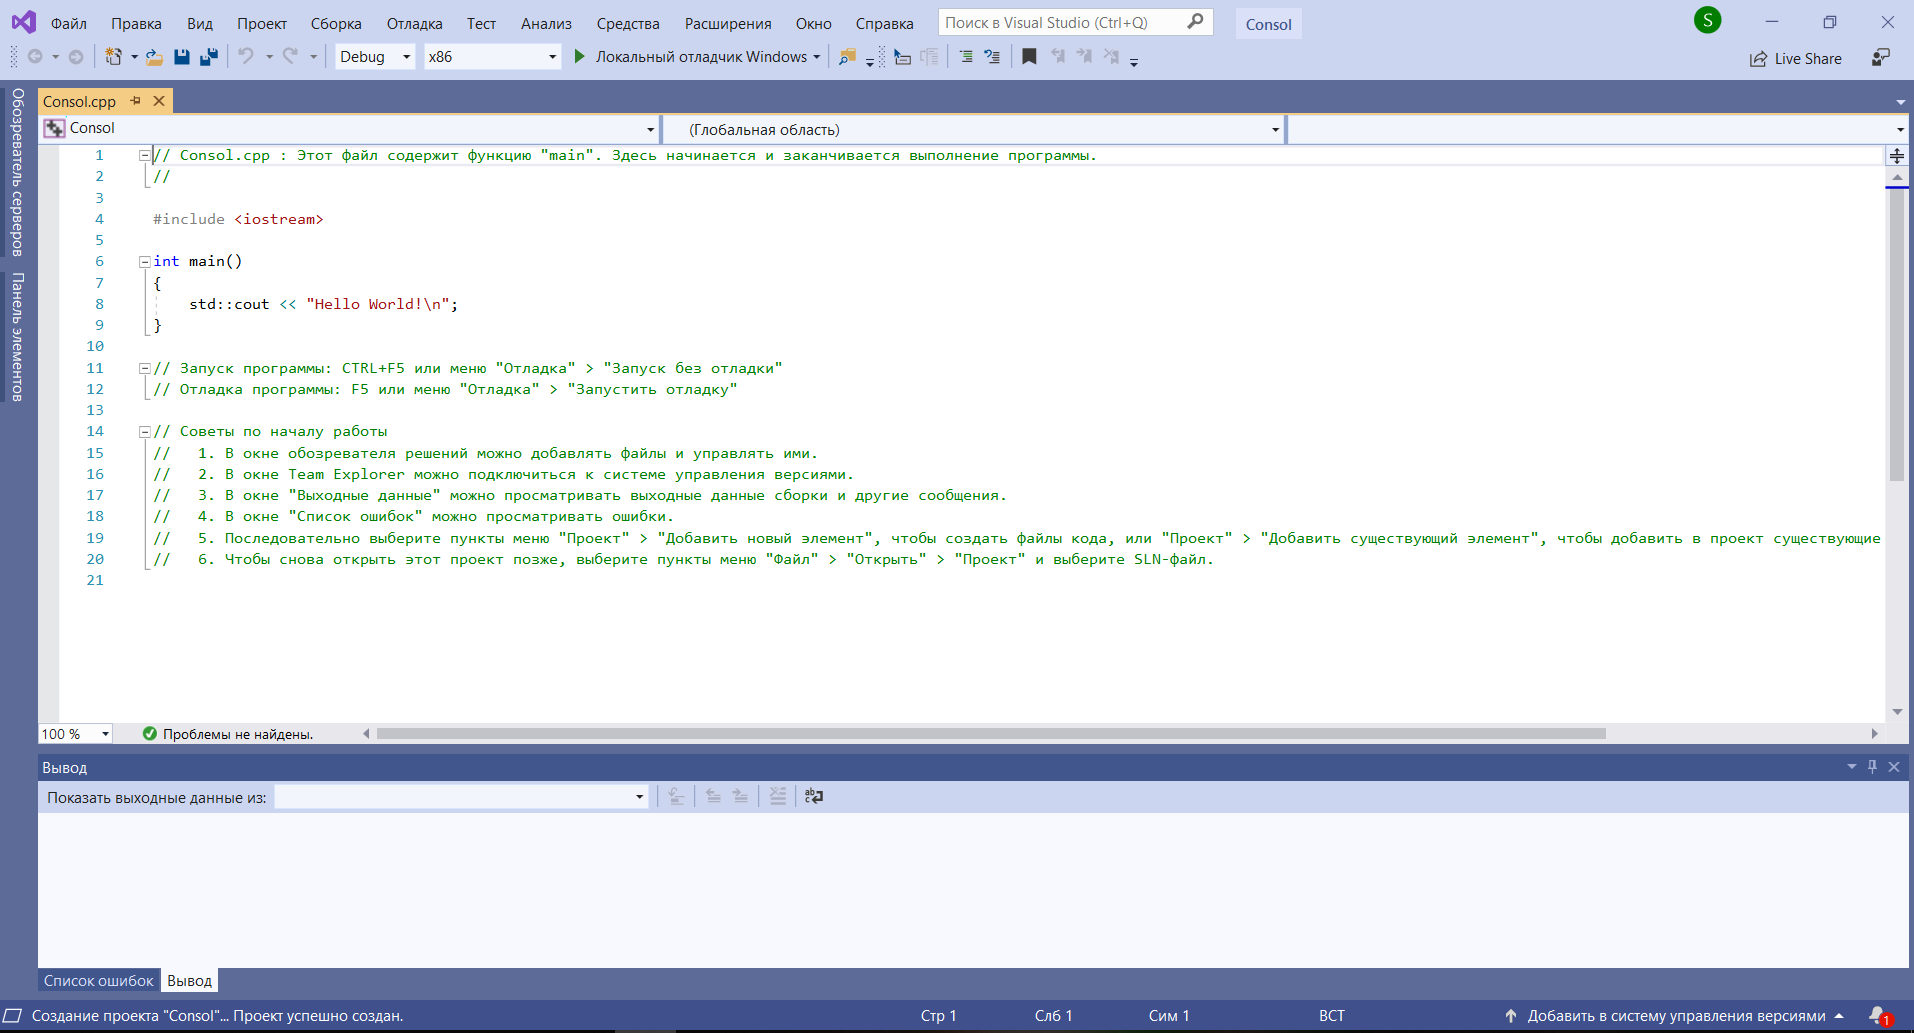 Файл Правка Вид Проект Сборка Отладка Тест Анализ Средства Расширения Окно Справка Поиск в Visual Studio (Ctrl+Q) Consol S
Debug x86 Локальный отладчик Windows Live Share
Обозреватель серверов
Панель элементов
Consol.cpp
Consol (Глобальная область)
1 // Consol.cpp : Этот файл содержит функцию "main". Здесь начинается и заканчивается выполнение программы.
2 //
3
4 #include <iostream>
5
6 int main()
7 {
8 std::cout << "Hello World!\n";
9 }
10
11 // Запуск программы: CTRL+F5 или меню "Отладка" > "Запуск без отладки"
12 // Отладка программы: F5 или меню "Отладка" > "Запустить отладку"
13
14 // Советы по началу работы
15 // 1. В окне обозревателя решений можно добавлять файлы и управлять ими.
16 // 2. В окне Team Explorer можно подключиться к системе управления версиями.
17 // 3. В окне "Выходные данные" можно просматривать выходные данные сборки и другие сообщения.
18 // 4. В окне "Список ошибок" можно просматривать ошибки.
19 // 5. Последовательно выберите пункты меню "Проект" > "Добавить новый элемент", чтобы создать файлы кода, или "Проект" > "Добавить существующий элемент", чтобы добавить в проект существующие
20 // 6. Чтобы снова открыть этот проект позже, выберите пункты меню "Файл" > "Открыть" > "Проект" и выберите SLN-файл.
21
100 % Проблемы не найдены.
Вывод
Показать выходные данные из:
Список ошибок Вывод
Создание проекта "Consol"... Проект успешно создан. Стр 1 Слб 1 Сим 1 ВСТ Добавить в систему управления версиями 1